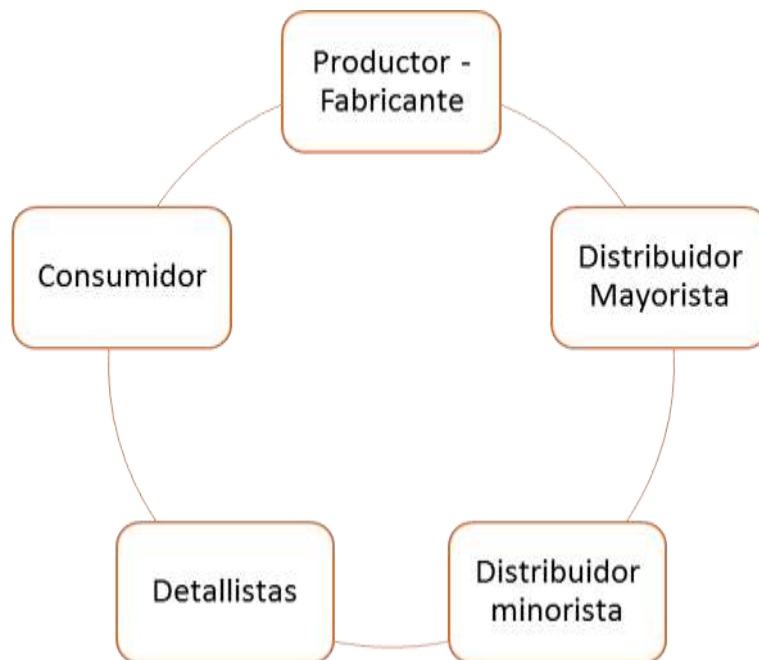 Productor -
Fabricante
Distribuidor
Mayorista
Distribuidor
minorista
Detallistas
Consumidor